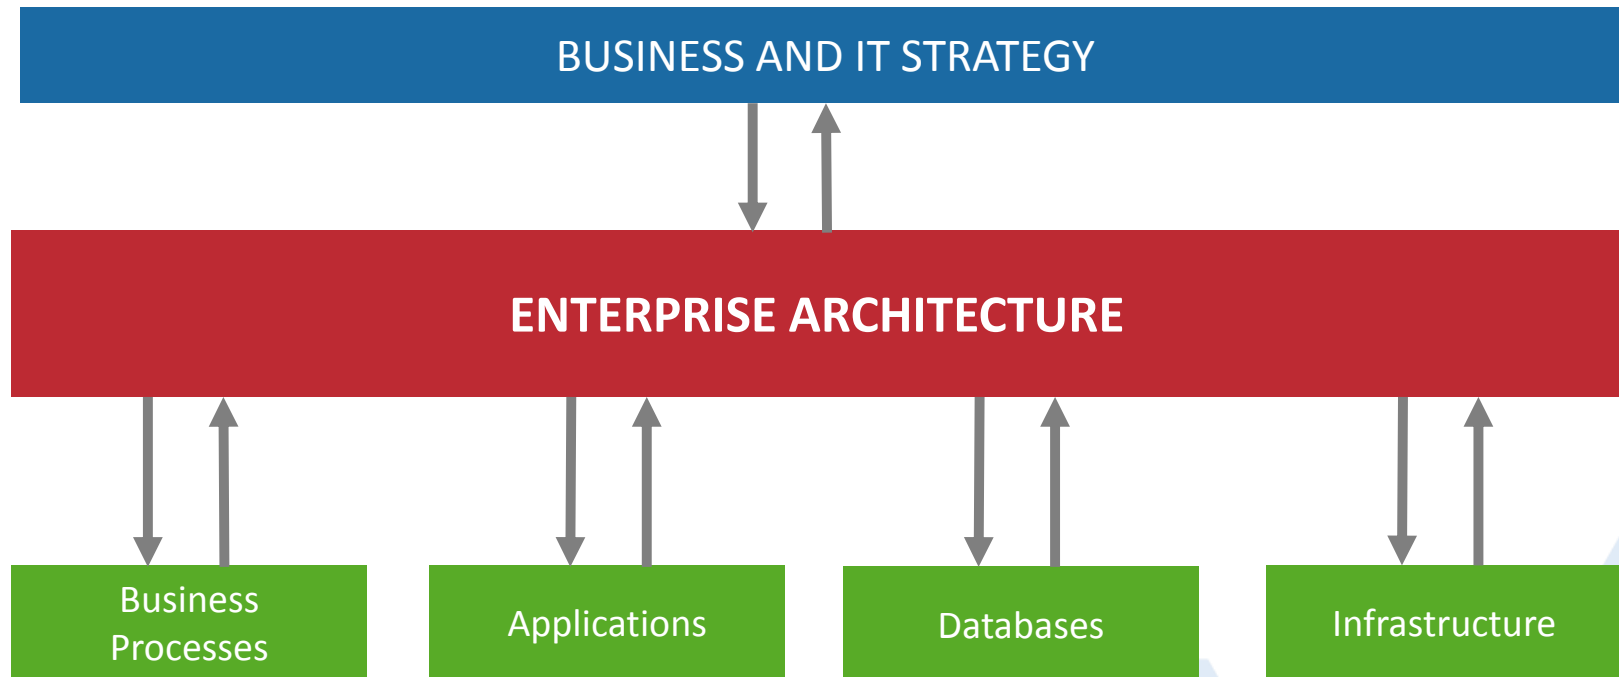 BUSINESS AND IT STRATEGY
ENTERPRISE ARCHITECTURE
Business
Processes
Applications
Databases
Infrastructure